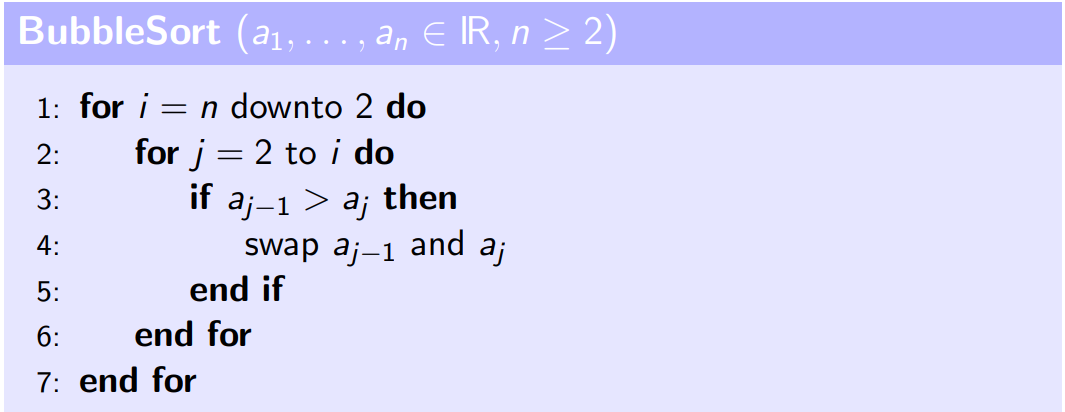 BubbleSort (a₁, . . . , aₙ ∈ ℝ, n ≥ 2)
1: for i = n downto 2 do
2: for j = 2 to i do
3: if aⱼ₋₁ > aⱼ then
4: swap aⱼ₋₁ and aⱼ
5: end if
6: end for
7: end for